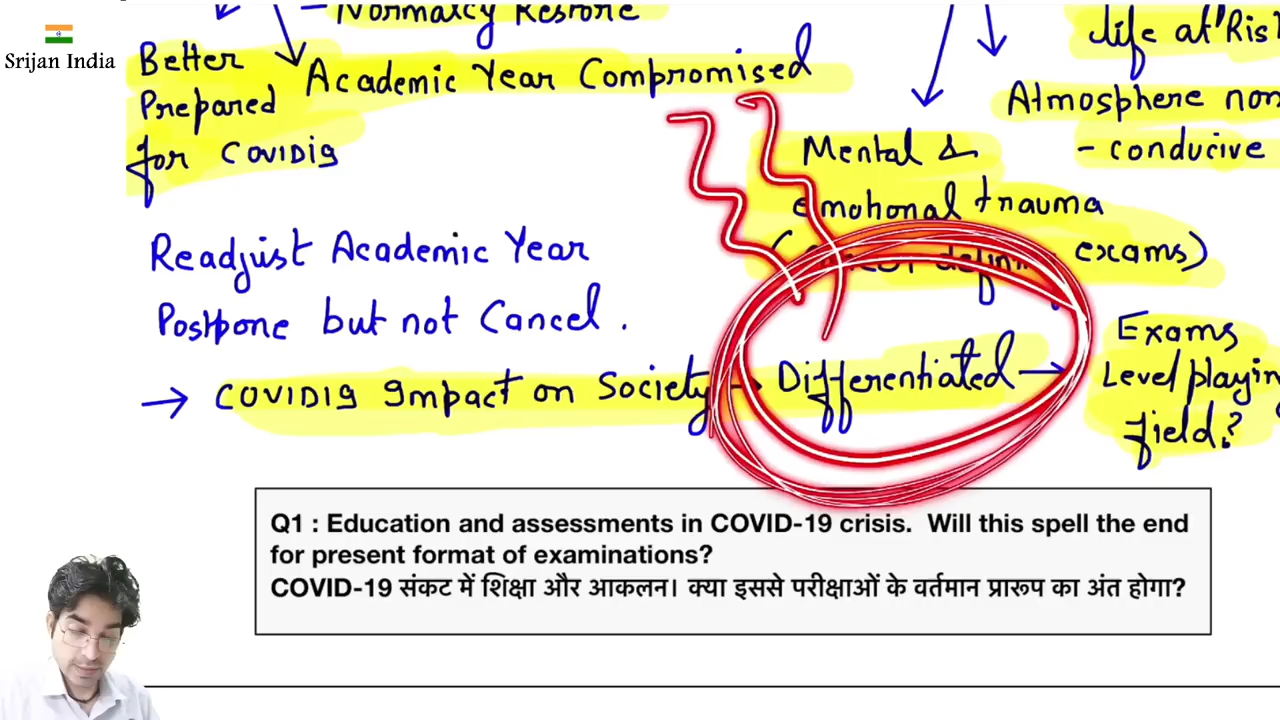 Srijan India
- Normalcy Restore
Better
Prepared
for COVID19
Academic Year Compromised
life at Ris
Atmosphere non
- conducive
Mental &
emotional trauma
exams)
Readjust Academic Year
Postpone but not Cancel.
→ COVID19 Impact on Society → Differentiated →
Exams
Level playin
field?
Q1 : Education and assessments in COVID-19 crisis. Will this spell the end
for present format of examinations?
COVID-19 संकट में शिक्षा और आकलन। क्या इससे परीक्षाओं के वर्तमान प्रारूप का अंत होगा?